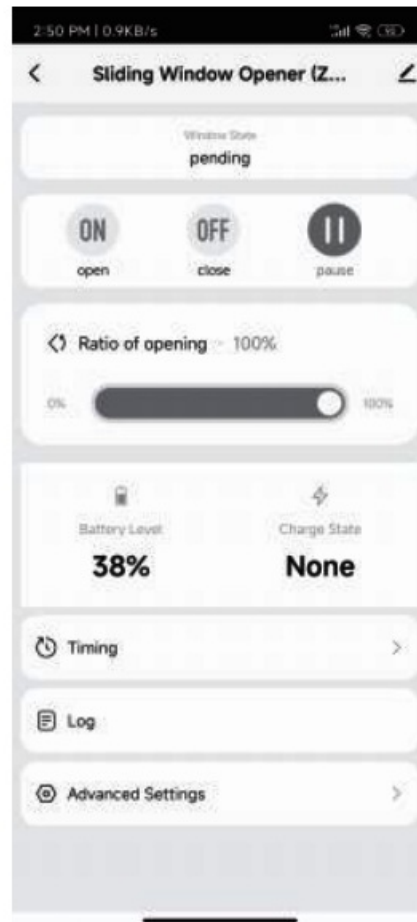 2:50 PM | 0.9KB/s
Sliding Window Opener (Z...
Window State
pending
ON OFF
open close pause
Ratio of opening · 100%
0% 100%
Battery Level Charge State
38% None
Timing
Log
Advanced Settings